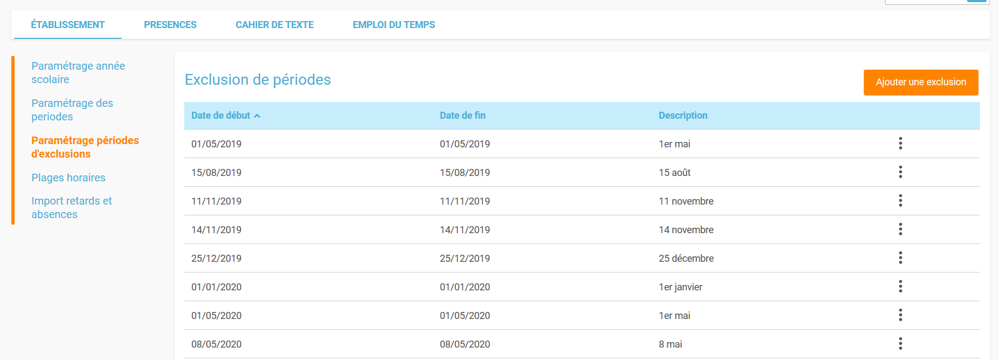 ÉTABLISSEMENT PRESENCES CAHIER DE TEXTE EMPLOI DU TEMPS
Paramétrage année
scolaire
Paramétrage des
periodes
Paramétrage périodes
d'exclusions
Plages horaires
Import retards et
absences
Exclusion de périodes
Ajouter une exclusion
Date de début Date de fin Description
01/05/2019 01/05/2019 1er mai
15/08/2019 15/08/2019 15 août
11/11/2019 11/11/2019 11 novembre
14/11/2019 14/11/2019 14 novembre
25/12/2019 25/12/2019 25 décembre
01/01/2020 01/01/2020 1er janvier
01/05/2020 01/05/2020 1er mai
08/05/2020 08/05/2020 8 mai